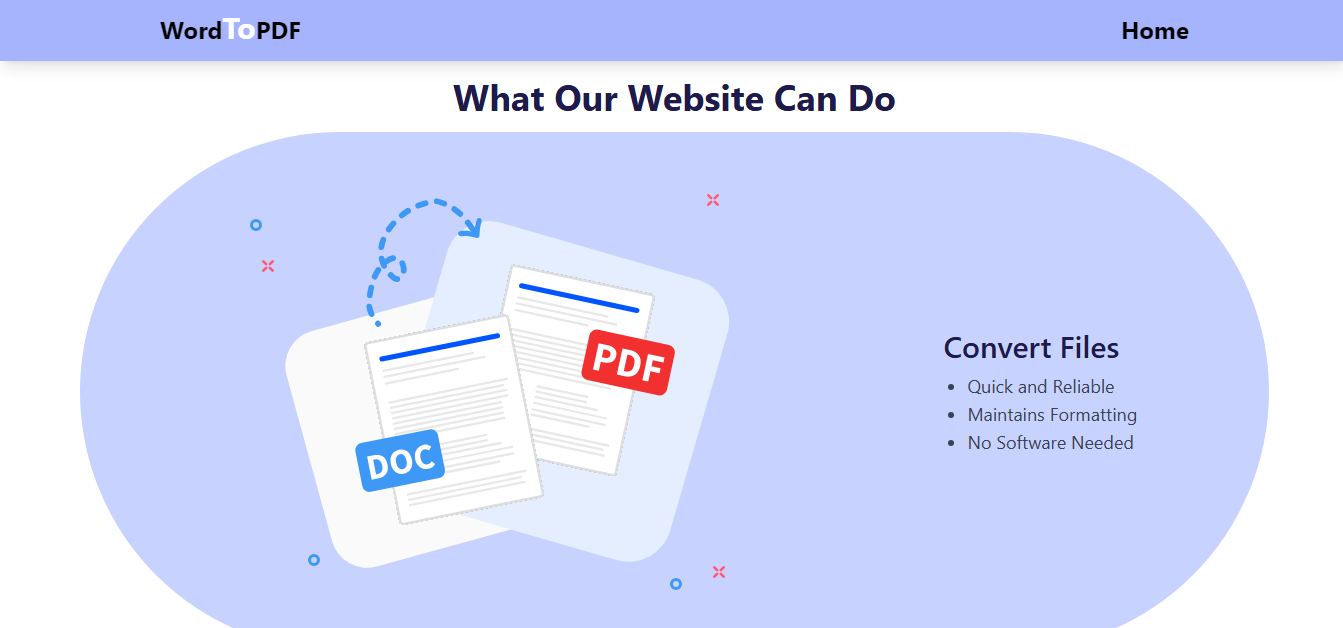 WordToPDF
Home
What Our Website Can Do
PDF
DOC
Convert Files
Quick and Reliable
Maintains Formatting
No Software Needed